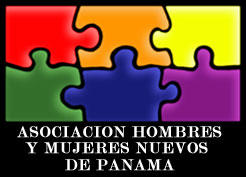 ASOCIACION HOMBRES
Y MUJERES NUEVOS
DE PANAMA